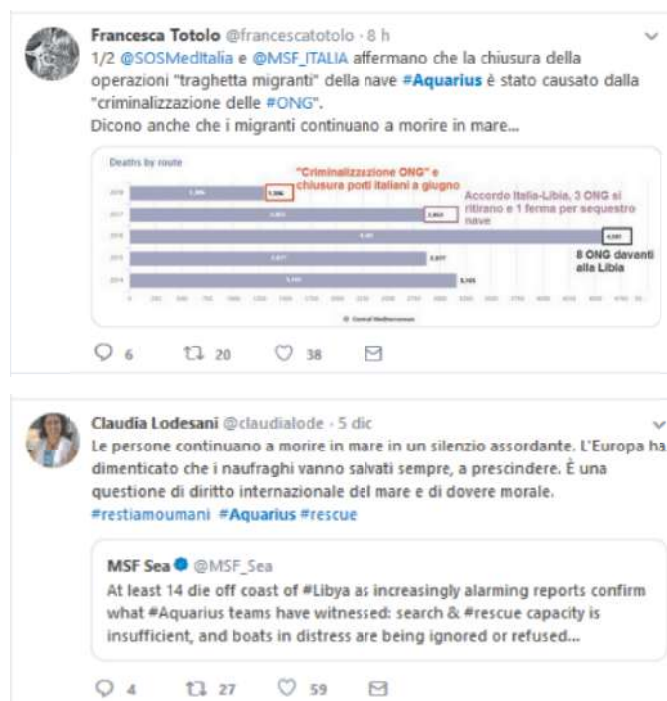 Francesca Totolo @francescatotolo · 8 h
1/2 @SOSMedItalia e @MSF_ITALIA affermano che la chiusura della
operazioni "traghetta migranti" della nave #Aquarius è stato causato dalla
"criminalizzazione delle #ONG".
Dicono anche che i migranti continuano a morire in mare...
Deaths by route
"Criminalizzazione ONG" e
chiusura porti italiani a giugno
Accordo Italia-Libia, 3 ONG si
ritirano e 1 ferma per sequestro
nave
8 ONG davanti
alla Libia
2018
2017
2016
2015
2014
Central Mediterranean
6 20 38
Claudia Lodesani @claudialode · 5 dic
Le persone continuano a morire in mare in un silenzio assordante. L'Europa ha
dimenticato che i naufraghi vanno salvati sempre, a prescindere. È una
questione di diritto internazionale del mare e di dovere morale.
#restiamoumani #Aquarius #rescue
MSF Sea @MSF_Sea
At least 14 die off coast of #Libya as increasingly alarming reports confirm
what #Aquarius teams have witnessed: search & #rescue capacity is
insufficient, and boats in distress are being ignored or refused...
4 27 59